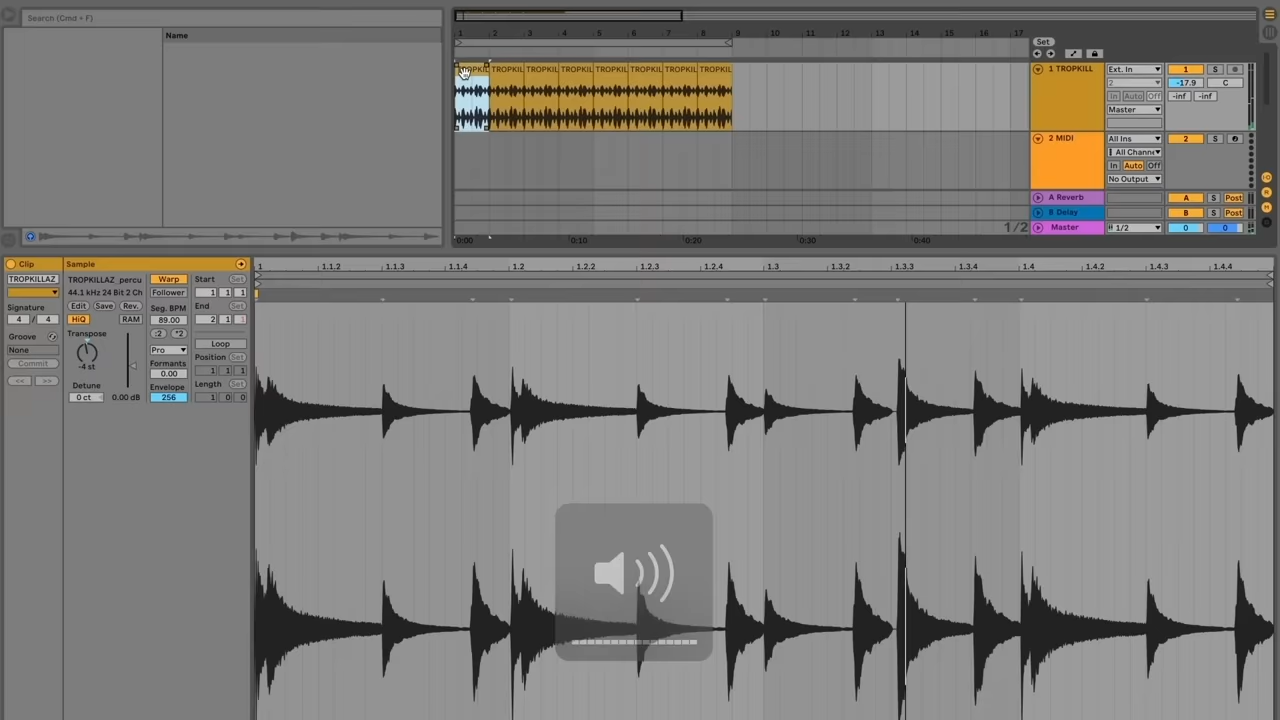 Search (Cmd + F)
Name
1 2 3 4 5 6 7 8 9 10 11 12 13 14 15 16 17
Set
TROPKIL TROPKIL TROPKIL TROPKIL TROPKIL TROPKIL TROPKIL
1 TROPKILL Ext. In 1 S
2 -17.9 C
In Auto Off -inf -inf
Master
2 MIDI All Ins 2 S
All Channe
In Auto Off
No Output
A Reverb A S Post
B Delay B S Post
1/2 Master 1/2 0 0
0:00 0:10 0:20 0:30 0:40
Clip Sample
1 1.1.2 1.1.3 1.1.4 1.2 1.2.2 1.2.3 1.2.4 1.3 1.3.2 1.3.3 1.3.4 1.4 1.4.2 1.4.3 1.4.4
TROPKILLAZ TROPKILLAZ percu Warp Start Set
44.1 kHz 24 Bit 2 Ch Follower 1 1 1
Signature Edit Save Rev. Seg. BPM End Set
4 / 4 HiQ RAM 89.00 2 1 1
Groove Transpose :2 *2
None -4 st Pro Loop
Commit Formants Position Set
<< >> 0.00 1 1 1
Detune Envelope Length Set
0 ct 0.00 dB 256 1 0 0